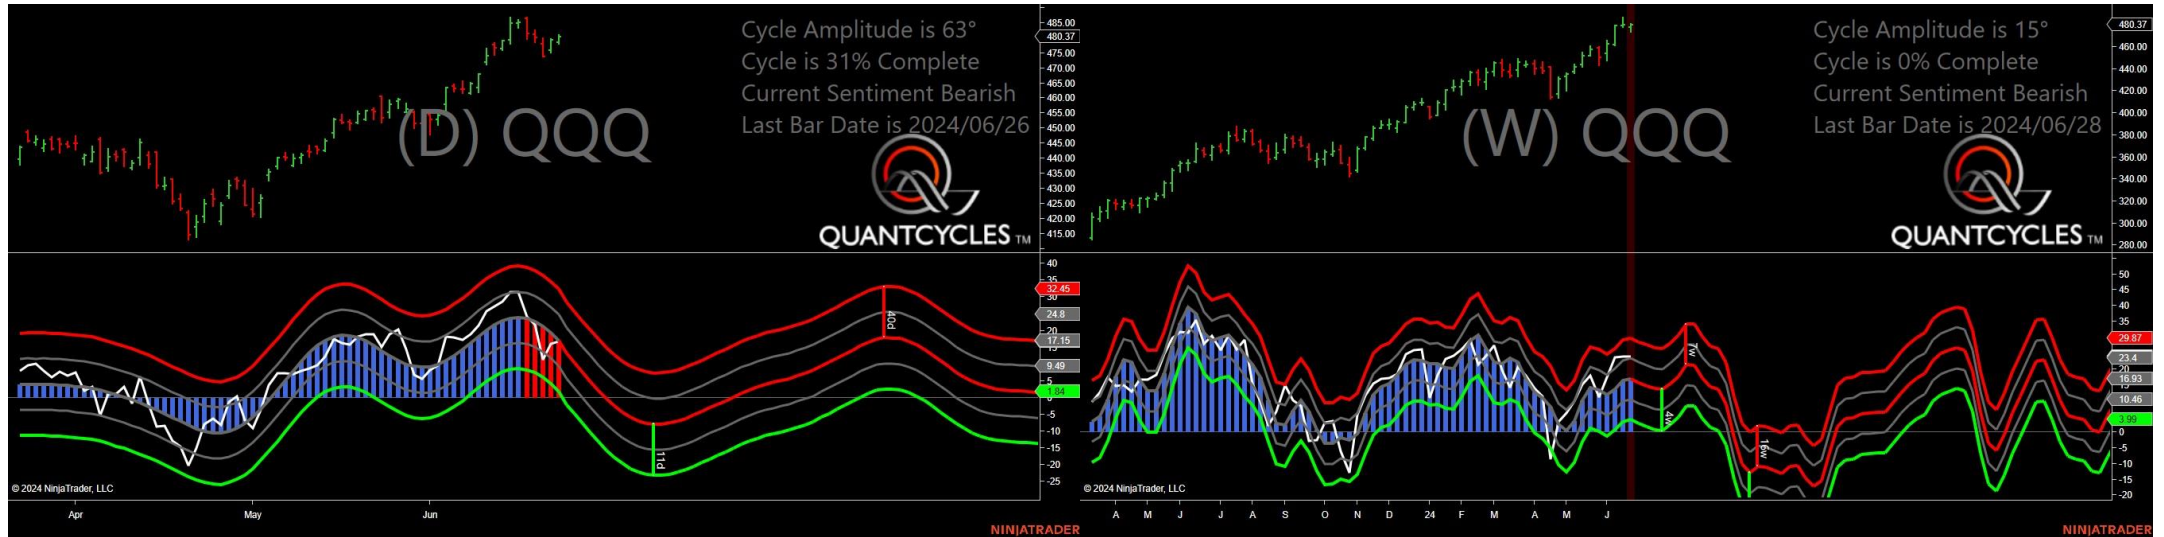 Cycle Amplitude is 63°
Cycle is 31% Complete
Current Sentiment Bearish
Last Bar Date is 2024/06/26
(D) QQQ
QUANTCYCLES TM
485.00
480.37
475.00
470.00
465.00
460.00
455.00
450.00
445.00
440.00
435.00
430.00
425.00
420.00
415.00
40
35
32.45
30
24.8
20
17.15
9.49
5
1.84
0
-5
-10
-15
-20
-25
40d
11d
© 2024 NinjaTrader, LLC
Apr May Jun
NINJATRADER
Cycle Amplitude is 15°
Cycle is 0% Complete
Current Sentiment Bearish
Last Bar Date is 2024/06/28
(W) QQQ
QUANTCYCLES TM
480.37
460.00
440.00
420.00
400.00
380.00
360.00
340.00
320.00
300.00
280.00
50
45
40
35
29.87
23.4
20
16.93
10.46
3.99
0
-5
-10
-15
-20
7w
4w
16w
© 2024 NinjaTrader, LLC
A M J J A S O N D 24 F M A M J
NINJATRADER